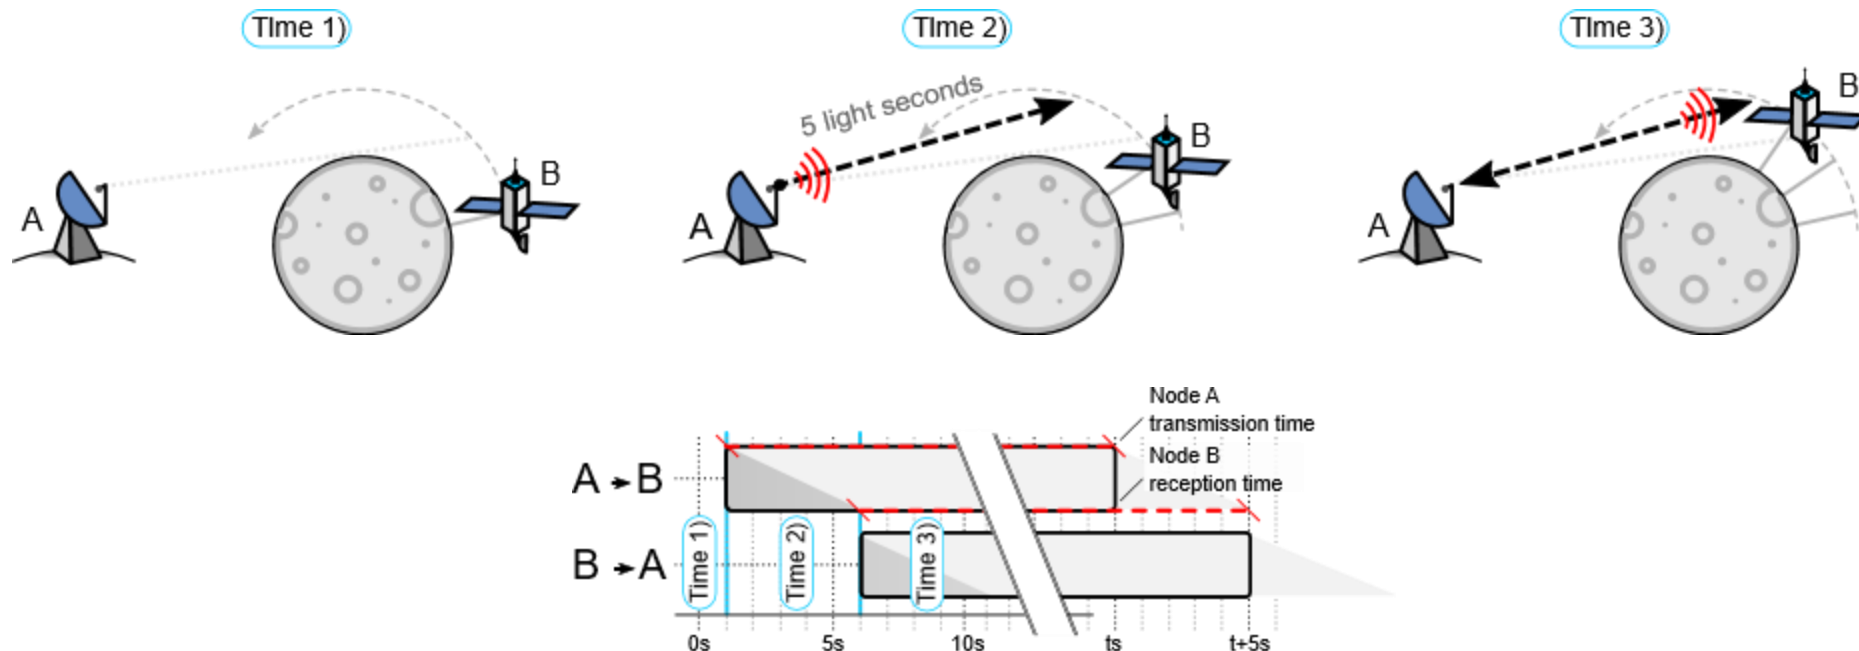 TIme 1)
TIme 2)
TIme 3)
A
B
5 light seconds
A
B
A
B
Node A
transmission time
Node B
reception time
A → B
B → A
Time 1)
Time 2)
Time 3)
0s
5s
10s
ts
t+5s